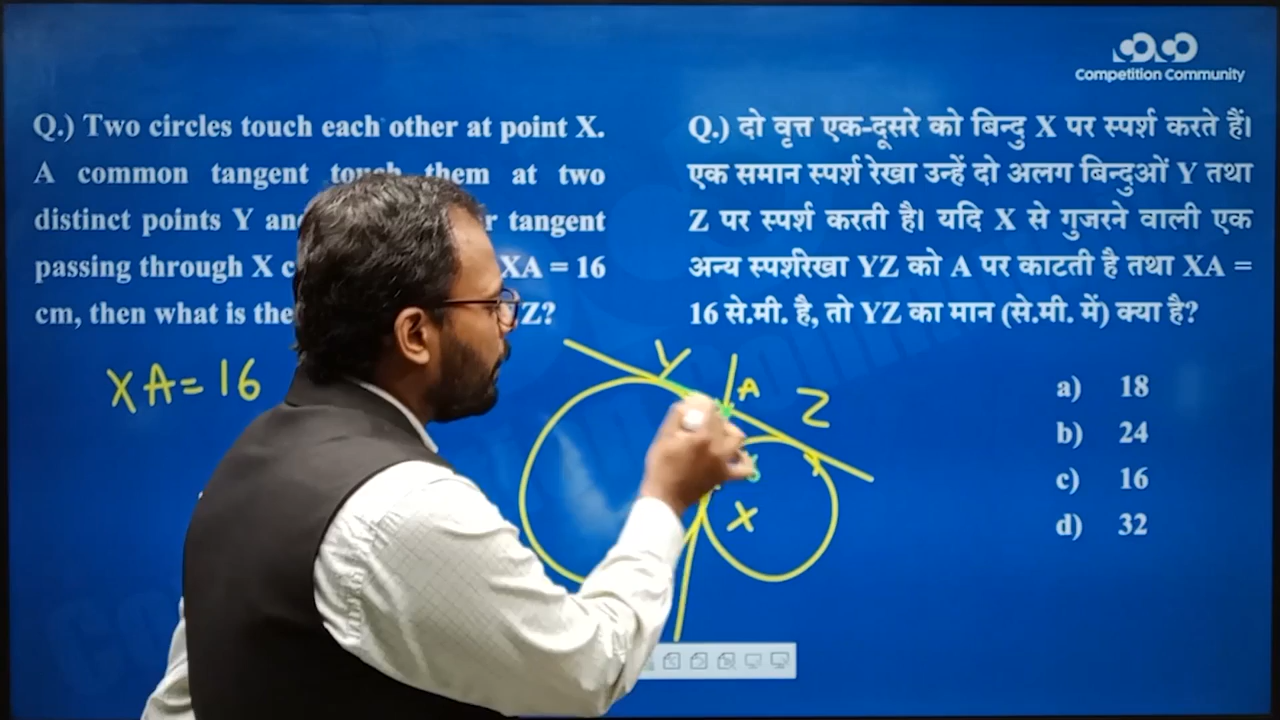 Competition Community
Q.) Two circles touch each other at point X.
A common tangent touch them at two
distinct points Y and tangent
passing through X XA = 16
cm, then what is the
Q.) दो वृत्त एक-दूसरे को बिन्दु X पर स्पर्श करते हैं।
एक समान स्पर्श रेखा उन्हें दो अलग बिन्दुओं Y तथा
Z पर स्पर्श करती है। यदि X से गुजरने वाली एक
अन्य स्पर्शरेखा YZ को A पर काटती है तथा XA =
16 से.मी. है, तो YZ का मान (से.मी. में) क्या है?
XA = 16
Y
A
Z
X
a) 18
b) 24
c) 16
d) 32